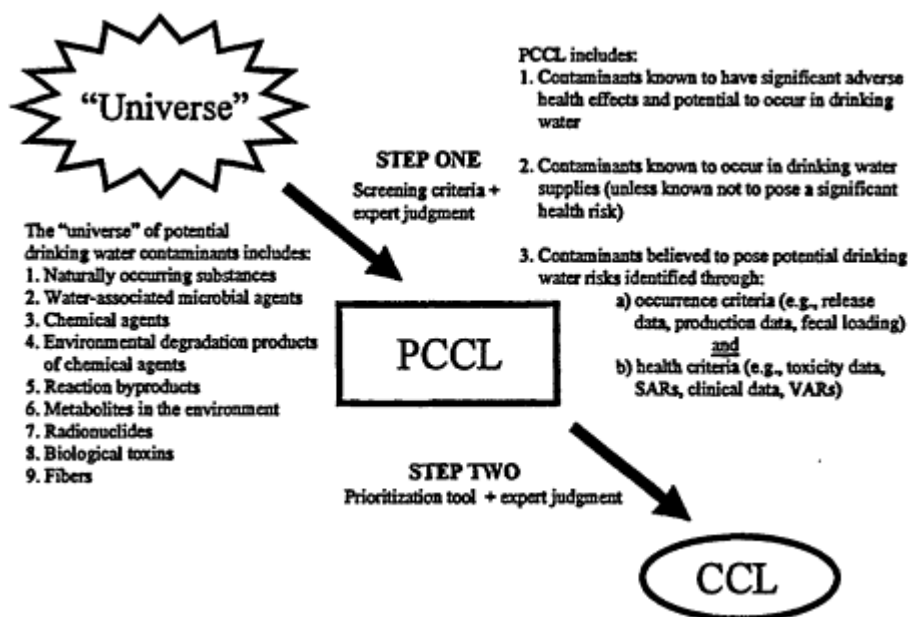 “Universe”
The “universe” of potential
drinking water contaminants includes:
1. Naturally occurring substances
2. Water-associated microbial agents
3. Chemical agents
4. Environmental degradation products
of chemical agents
5. Reaction byproducts
6. Metabolites in the environment
7. Radionuclides
8. Biological toxins
9. Fibers
STEP ONE
Screening criteria +
expert judgment
PCCL includes:
1. Contaminants known to have significant adverse
health effects and potential to occur in drinking
water
2. Contaminants known to occur in drinking water
supplies (unless known not to pose a significant
health risk)
3. Contaminants believed to pose potential drinking
water risks identified through:
a) occurrence criteria (e.g., release
data, production data, fecal loading)
and
b) health criteria (e.g., toxicity data,
SARs, clinical data, VARs)
PCCL
STEP TWO
Prioritization tool + expert judgment
CCL